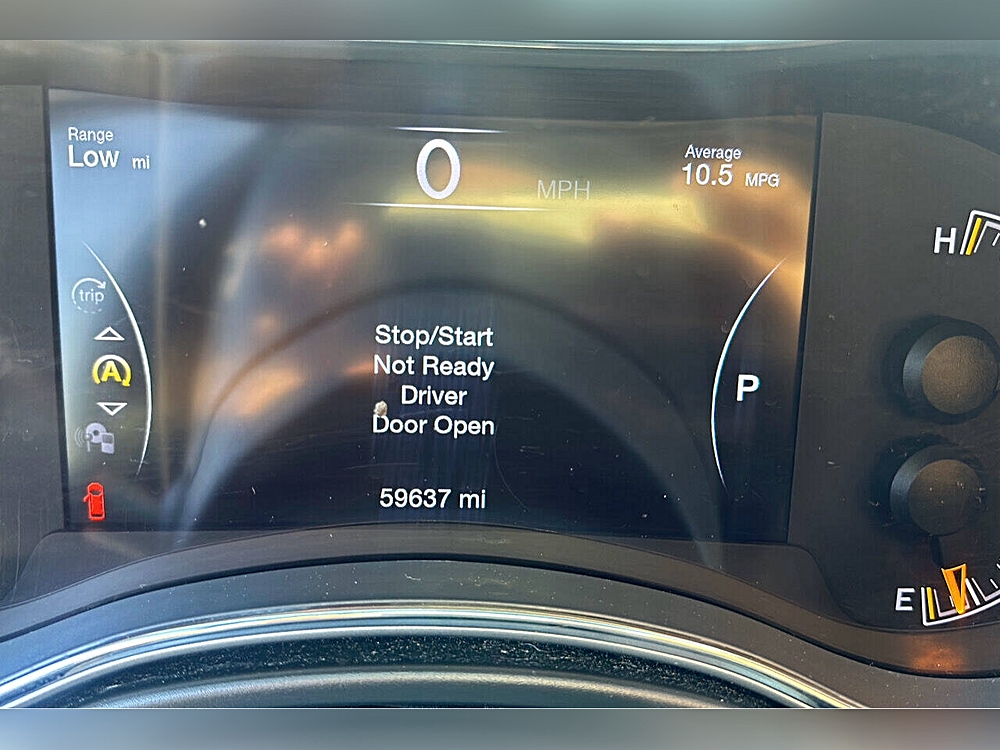 Range
Low mi
0
MPH
Average
10.5 MPG
H
trip
A
Stop/Start
Not Ready
Driver
Door Open
P
59637 mi
E